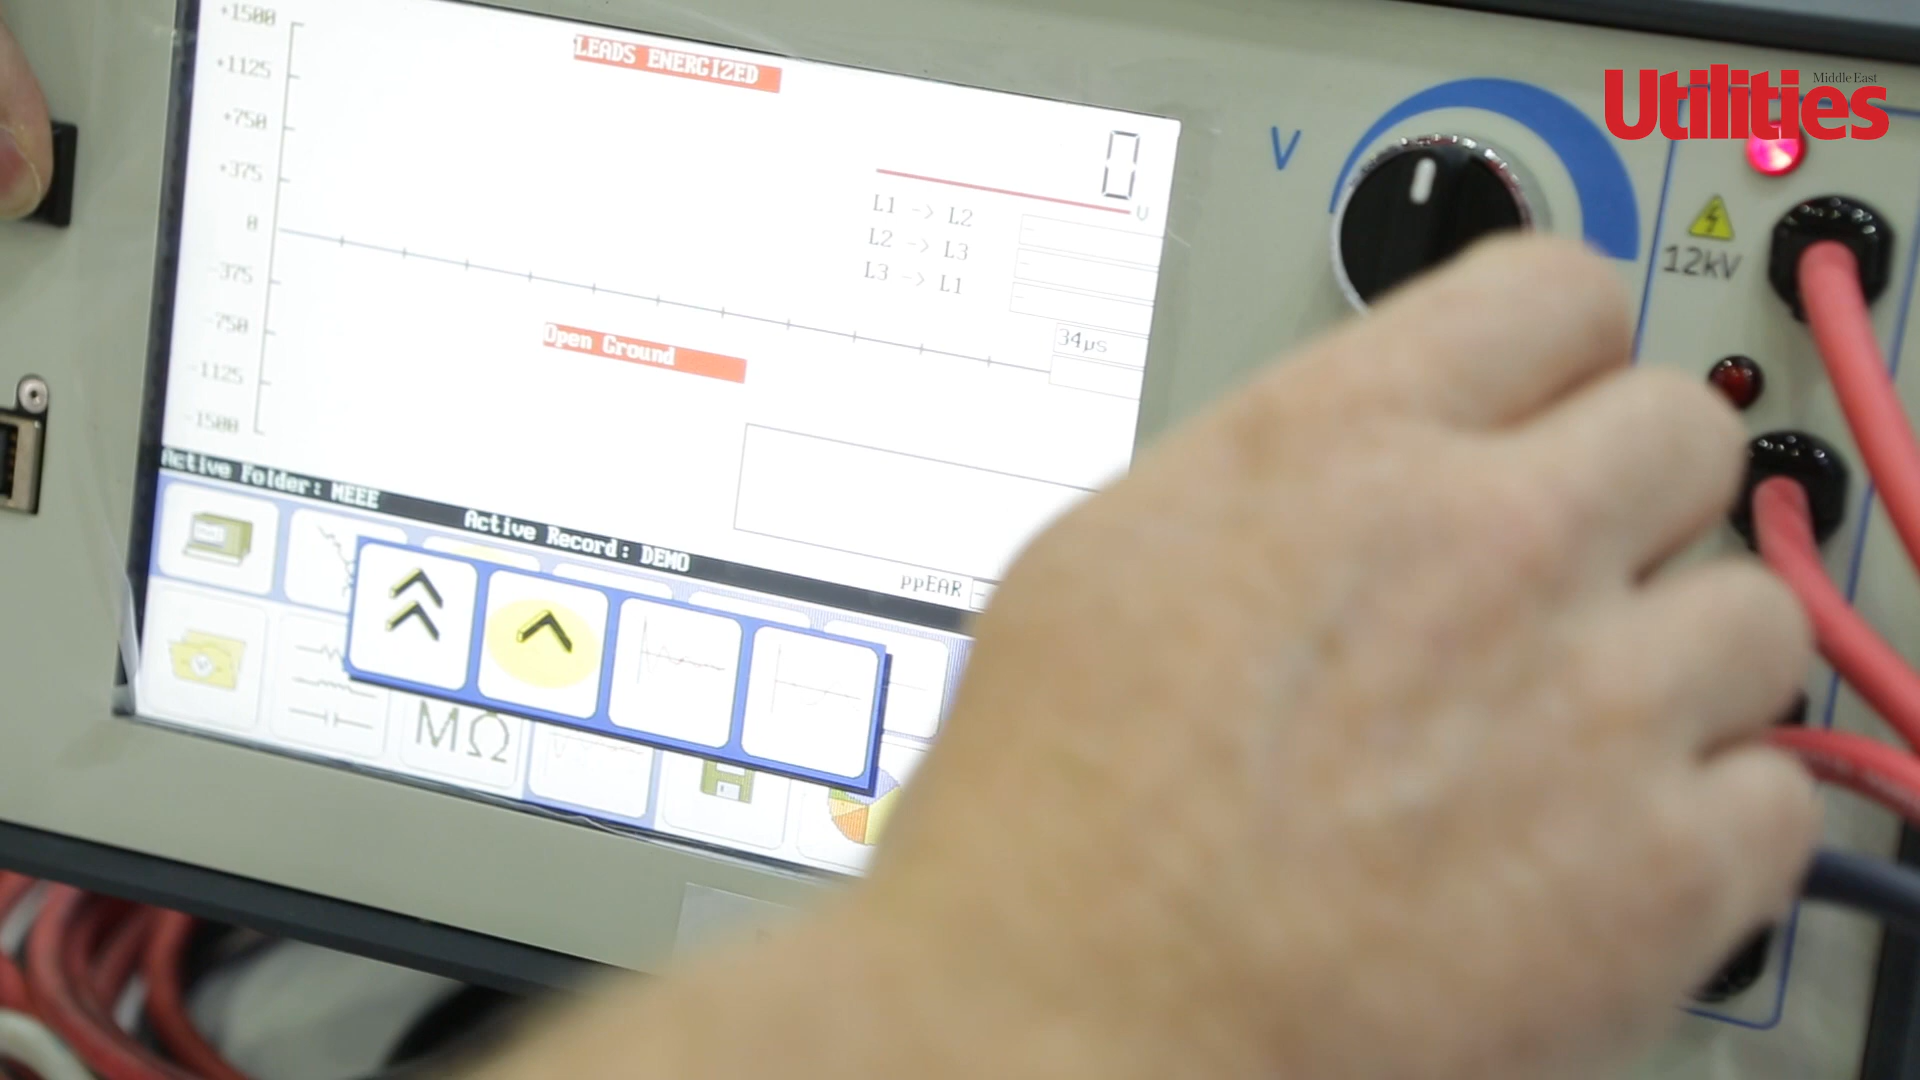 +1500
LEADS ENERGIZED
+1125
+750
+375
0
-375
-750
-1125
-1500
0
V
L1 -> L2
L2 -> L3
L3 -> L1
34µs
Open Ground
Active Folder: MEEE
Active Record: DEMO
ppEAR
MΩ
V
12kV
Middle East
Utilities